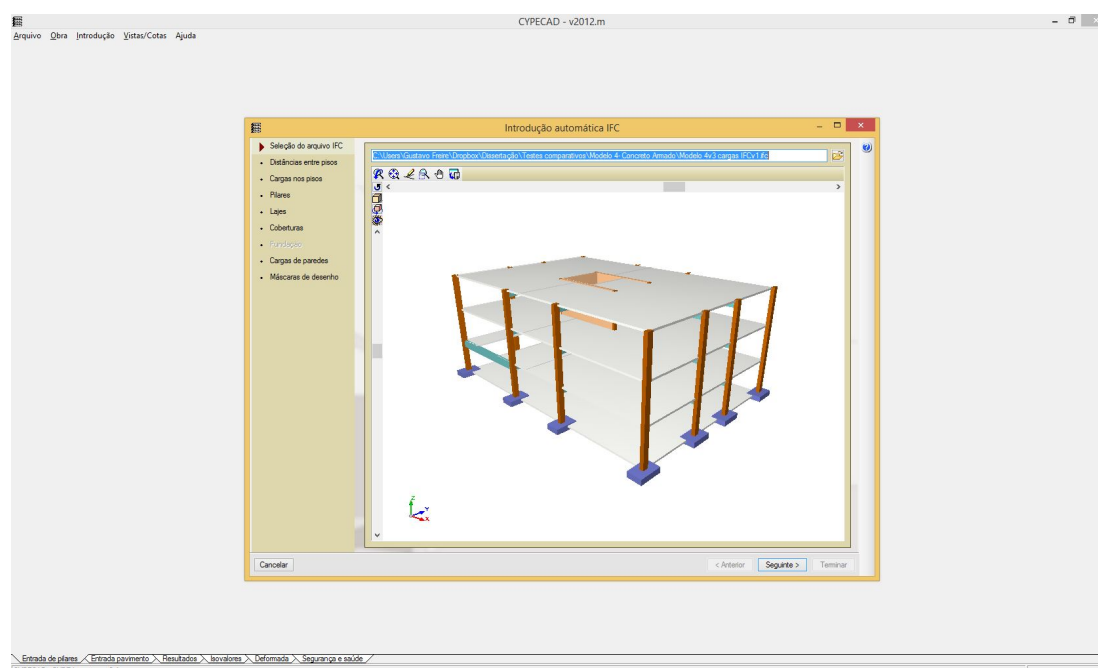 CYPECAD - v2012.m
Arquivo Obra Introdução Vistas/Cotas Ajuda
Introdução automática IFC
Seleção do arquivo IFC
C:\Users\Gustavo Freire\Dropbox\Dissertação\Testes comparativos\Modelo 4- Concreto Armado\Modelo 4v3 cargas IFCv1.ifc
Distâncias entre pisos
Cargas nos pisos
Pilares
Lajes
Coberturas
Fundação
Cargas de paredes
Máscaras de desenho
Z
Y
X
Cancelar < Anterior Seguinte > Terminar
Entrada de pilares Entrada pavimento Resultados Isovalores Deformada Segurança e saúde